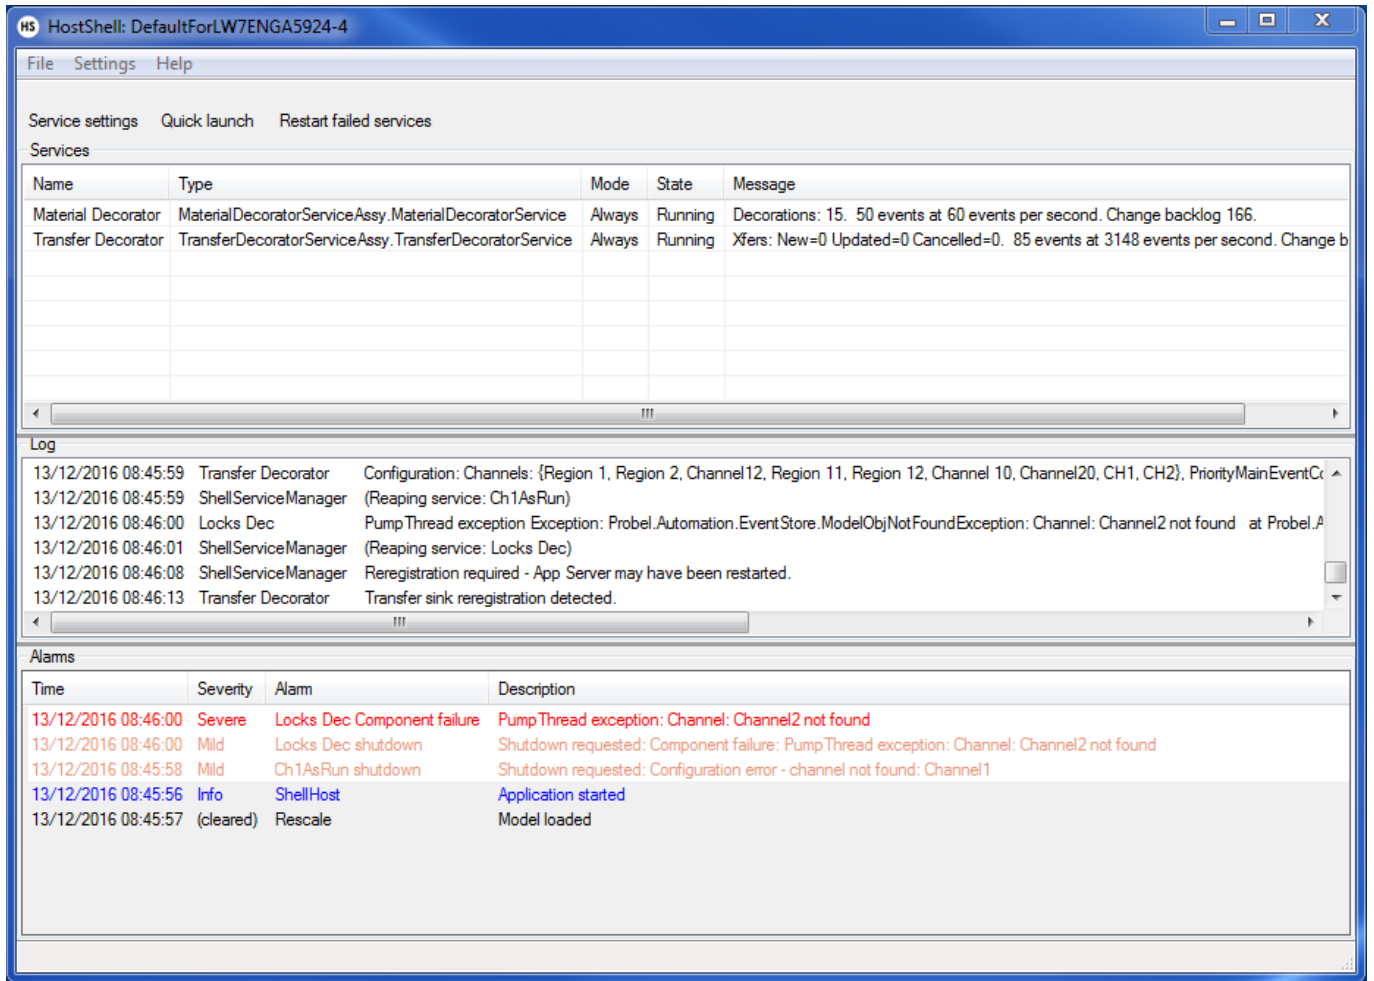 HS HostShell: DefaultForLW7ENGA5924-4
File Settings Help
Service settings Quick launch Restart failed services
Services
Name Type Mode State Message
Material Decorator MaterialDecoratorServiceAssy.MaterialDecoratorService Always Running Decorations: 15. 50 events at 60 events per second. Change backlog 166.
Transfer Decorator TransferDecoratorServiceAssy.TransferDecoratorService Always Running Xfers: New=0 Updated=0 Cancelled=0. 85 events at 3148 events per second. Change b
Log
13/12/2016 08:45:59 Transfer Decorator Configuration: Channels: {Region 1, Region 2, Channel12, Region 11, Region 12, Channel 10, Channel20, CH1, CH2}, PriorityMainEventCo
13/12/2016 08:45:59 ShellServiceManager (Reaping service: Ch1AsRun)
13/12/2016 08:46:00 Locks Dec PumpThread exception Exception: Probel.Automation.EventStore.ModelObjNotFoundException: Channel: Channel2 not found at Probel.A
13/12/2016 08:46:01 ShellServiceManager (Reaping service: Locks Dec)
13/12/2016 08:46:08 ShellServiceManager Reregistration required - App Server may have been restarted.
13/12/2016 08:46:13 Transfer Decorator Transfer sink reregistration detected.
Alarms
Time Severity Alarm Description
13/12/2016 08:46:00 Severe Locks Dec Component failure PumpThread exception: Channel: Channel2 not found
13/12/2016 08:46:00 Mild Locks Dec shutdown Shutdown requested: Component failure: PumpThread exception: Channel: Channel2 not found
13/12/2016 08:45:58 Mild Ch1AsRun shutdown Shutdown requested: Configuration error - channel not found: Channel1
13/12/2016 08:45:56 Info ShellHost Application started
13/12/2016 08:45:57 (cleared) Rescale Model loaded